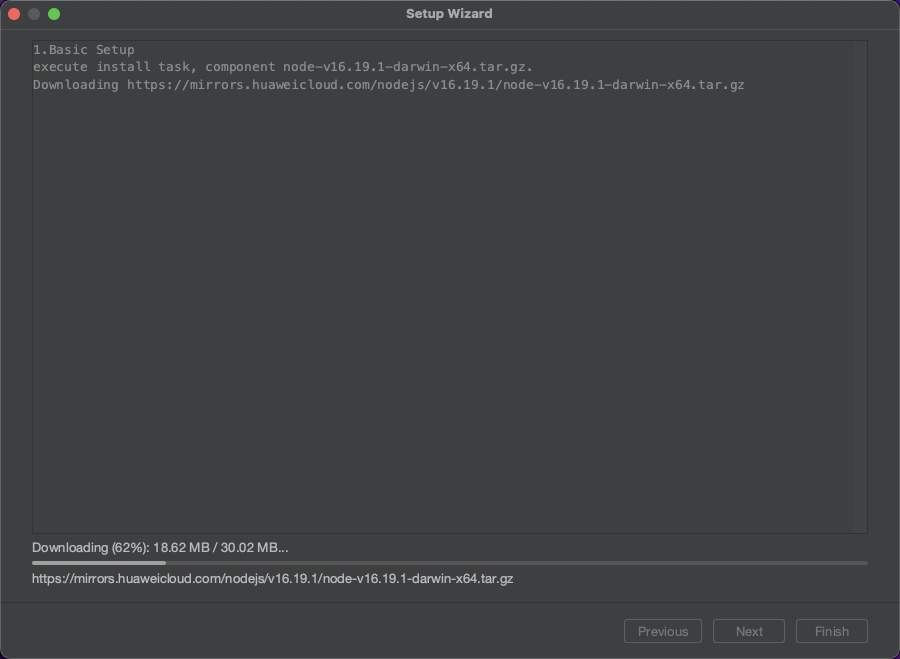 Setup Wizard
1.Basic Setup
execute install task, component node-v16.19.1-darwin-x64.tar.gz.
Downloading https://mirrors.huaweicloud.com/nodejs/v16.19.1/node-v16.19.1-darwin-x64.tar.gz
Downloading (62%): 18.62 MB / 30.02 MB...
https://mirrors.huaweicloud.com/nodejs/v16.19.1/node-v16.19.1-darwin-x64.tar.gz
Previous
Next
Finish